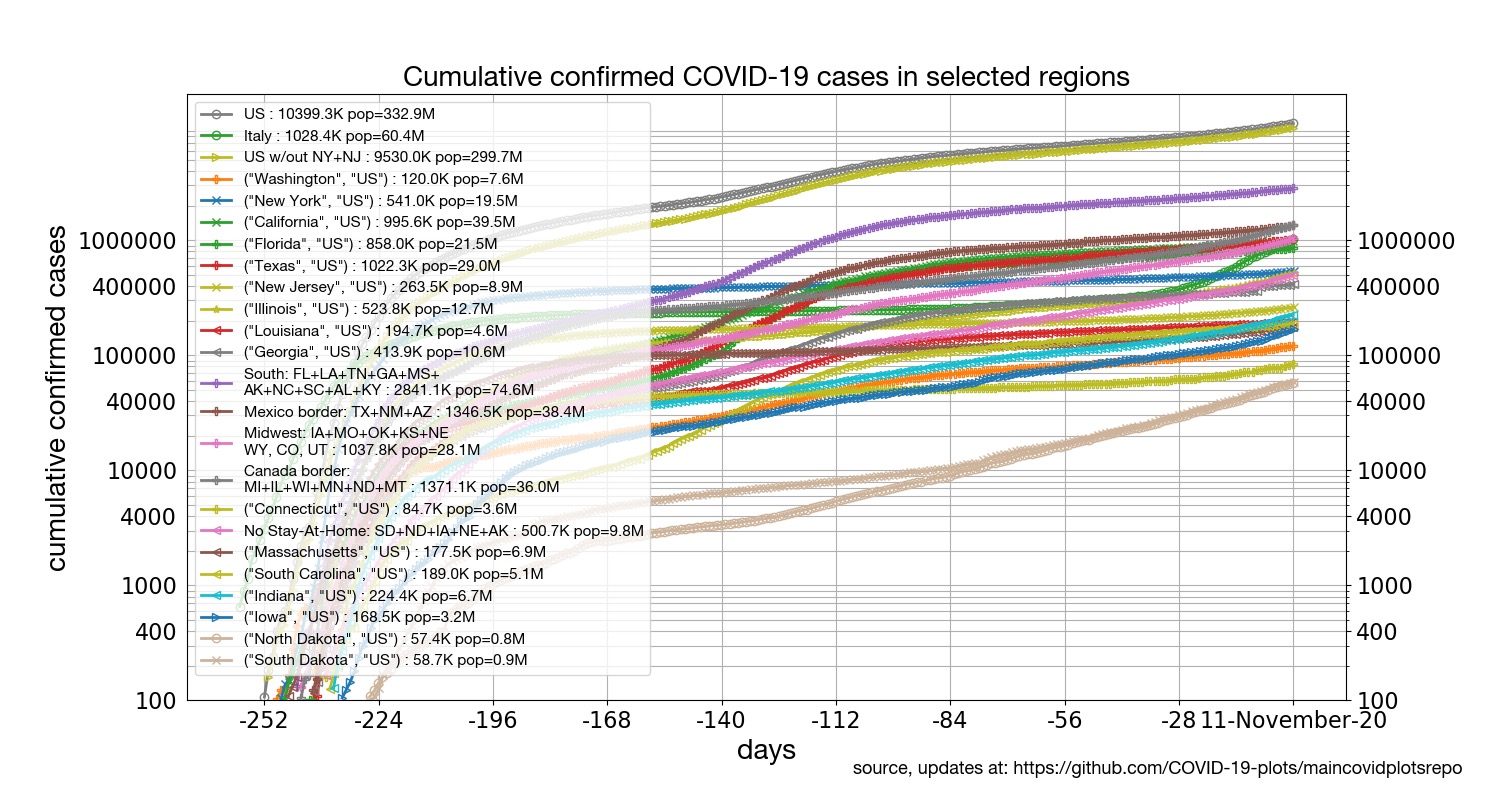 Cumulative confirmed COVID-19 cases in selected regions
US : 10399.3K pop=332.9M
Italy : 1028.4K pop=60.4M
US w/out NY+NJ : 9530.0K pop=299.7M
("Washington", "US") : 120.0K pop=7.6M
("New York", "US") : 541.0K pop=19.5M
("California", "US") : 995.6K pop=39.5M
("Florida", "US") : 858.0K pop=21.5M
("Texas", "US") : 1022.3K pop=29.0M
("New Jersey", "US") : 263.5K pop=8.9M
("Illinois", "US") : 523.8K pop=12.7M
("Louisiana", "US") : 194.7K pop=4.6M
("Georgia", "US") : 413.9K pop=10.6M
South: FL+LA+TN+GA+MS+
AK+NC+SC+AL+KY : 2841.1K pop=74.6M
Mexico border: TX+NM+AZ : 1346.5K pop=38.4M
Midwest: IA+MO+OK+KS+NE
WY, CO, UT : 1037.8K pop=28.1M
Canada border:
MI+IL+WI+MN+ND+MT : 1371.1K pop=36.0M
("Connecticut", "US") : 84.7K pop=3.6M
No Stay-At-Home: SD+ND+IA+NE+AK : 500.7K pop=9.8M
("Massachusetts", "US") : 177.5K pop=6.9M
("South Carolina", "US") : 189.0K pop=5.1M
("Indiana", "US") : 224.4K pop=6.7M
("Iowa", "US") : 168.5K pop=3.2M
("North Dakota", "US") : 57.4K pop=0.8M
("South Dakota", "US") : 58.7K pop=0.9M
cumulative confirmed cases
1000000
400000
100000
40000
10000
4000
1000
400
100
1000000
400000
100000
40000
10000
4000
1000
400
100
-252 -224 -196 -168 -140 -112 -84 -56 -28 11-November-20
days
source, updates at: https://github.com/COVID-19-plots/maincovidplotsrepo